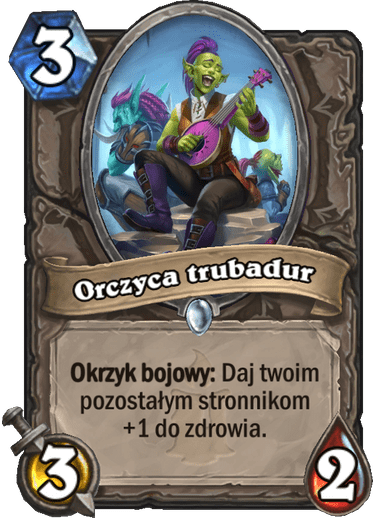 3
Orczyca trubadur
Okrzyk bojowy: Daj twoim
pozostałym stronnikom
+1 do zdrowia.
3
2